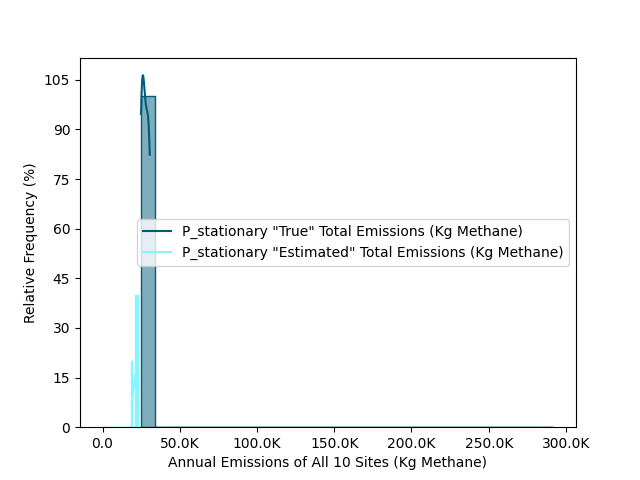 105
90
75
60
45
30
15
0
Relative Frequency (%)
P_stationary "True" Total Emissions (Kg Methane)
P_stationary "Estimated" Total Emissions (Kg Methane)
0.0 50.0K 100.0K 150.0K 200.0K 250.0K 300.0K
Annual Emissions of All 10 Sites (Kg Methane)